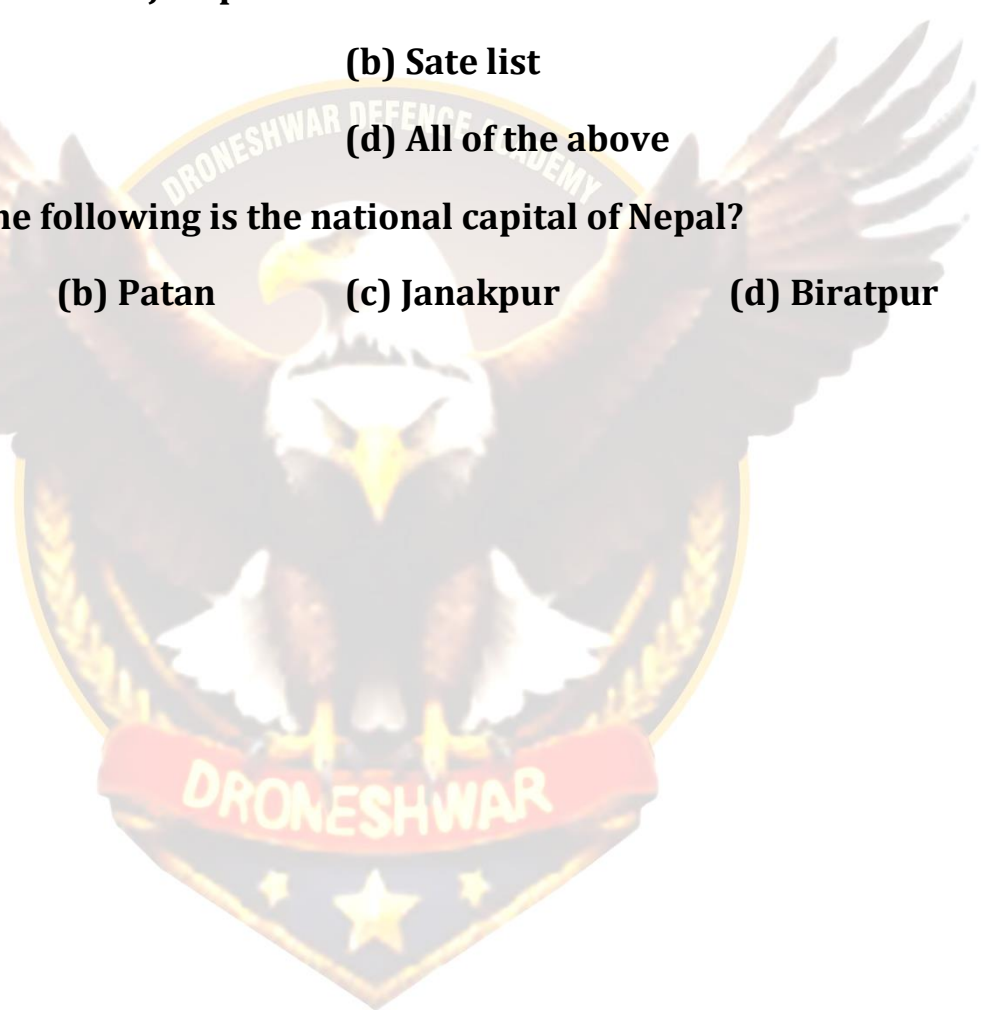 (b) Sate list
(d) All of the above
DRONESHWAR DEFENCE ACADEMY
following is the national capital of Nepal?
(b) Patan (c) Janakpur (d) Biratpur
DRONESHWAR